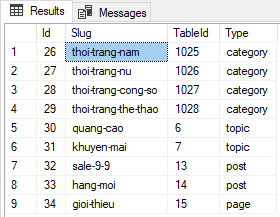 Results Messages
Id Slug TableId Type
1 26 thoi-trang-nam 1025 category
2 27 thoi-trang-nu 1026 category
3 28 thoi-trang-cong-so 1027 category
4 29 thoi-trang-the-thao 1028 category
5 30 quang-cao 6 topic
6 31 khuyen-mai 7 topic
7 32 sale-9-9 13 post
8 33 hang-moi 14 post
9 34 gioi-thieu 15 page